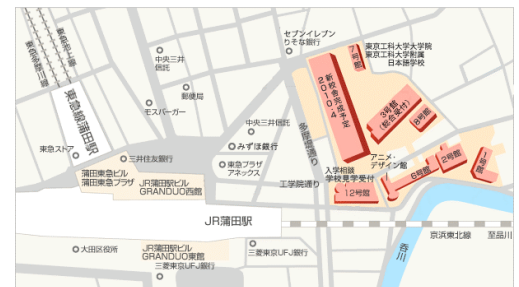 セブンイレブン
りそな銀行
7号館
東京工科大学大学院
東京工科大学附属
日本語学校
中央三井
信託
新校舎完成予定
2010.4
3号館
(総合受付)
8号館
郵便局
モスバーガー
東急線蒲田駅
中央三井信託
多摩堤通り
みずほ銀行
東急ストア
三井住友銀行
東急プラザ
アネックス
アニメ・
デザイン館
入学相談
学校見学受付
2号館
1号館
6号館
12号館
蒲田東急ビル
蒲田東急プラザ
JR蒲田駅ビル
GRANDUO西館
工学院通り
JR蒲田駅
呑川
京浜東北線
至品川
大田区役所
JR蒲田駅ビル
GRANDUO東館
三菱東京UFJ銀行
三菱東京UFJ銀行